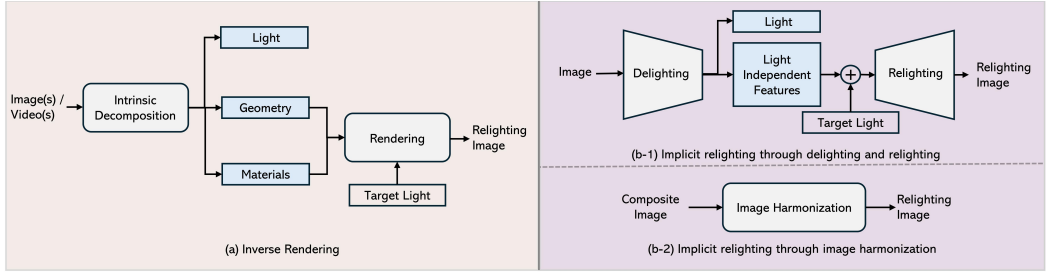 Light
Image(s) /
Video(s)
Intrinsic
Decomposition
Geometry
Materials
Rendering
Relighting
Image
Target Light
(a) Inverse Rendering
Light
Image
Delighting
Light
Independent
Features
+
Relighting
Relighting
Image
Target Light
(b-1) Implicit relighting through delighting and relighting
Composite
Image
Image Harmonization
Relighting
Image
(b-2) Implicit relighting through image harmonization